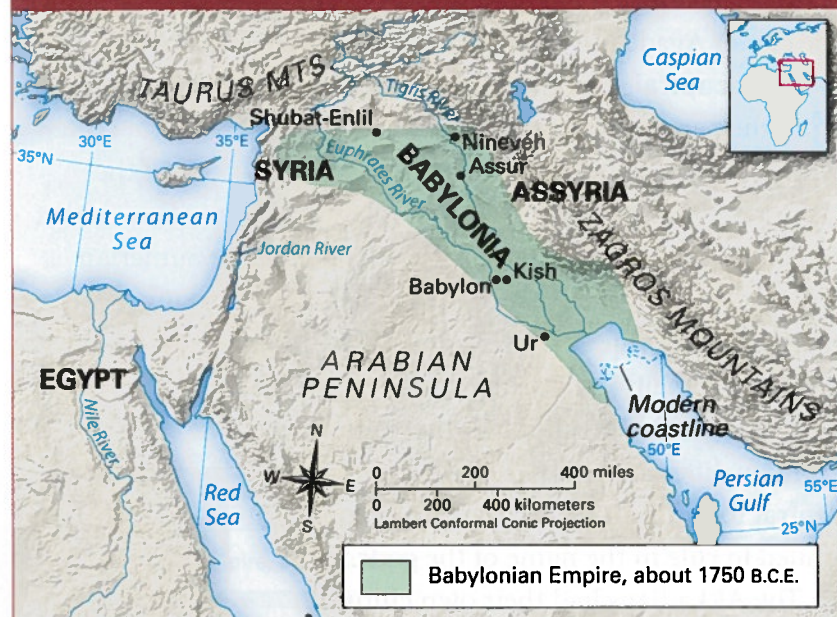 TAURUS MTS
Caspian
Sea
Tigris River
Shubat-Enlil
30°E
35°E
35°N
Nineveh
Assur
SYRIA
Euphrates River
BABYLONIA
ASSYRIA
Mediterranean
Sea
Jordan River
ZAGROS MOUNTAINS
Kish
Babylon
Ur
ARABIAN
PENINSULA
EGYPT
Nile River
Modern
coastline
50°E
Persian
Gulf
55°E
25°N
Red
Sea
N
W
E
S
0 200 400 miles
0 200 400 kilometers
Lambert Conformal Conic Projection
Babylonian Empire, about 1750 B.C.E.